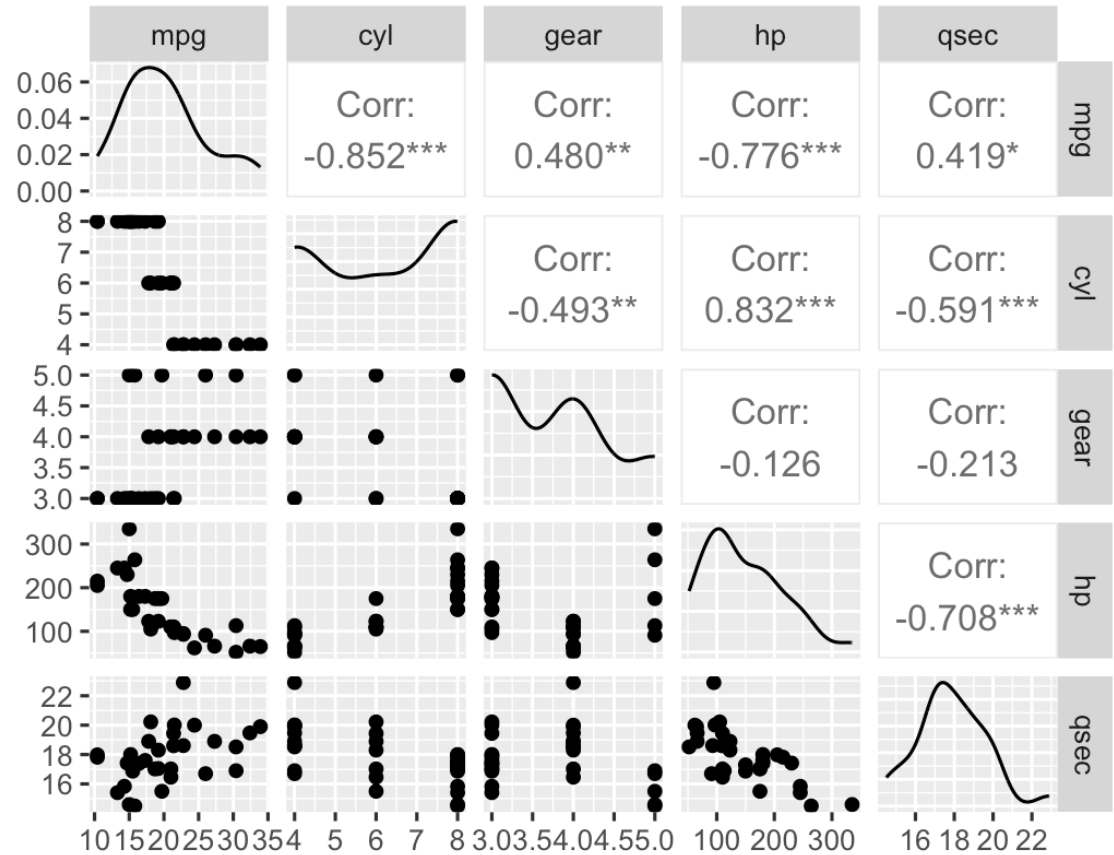 mpg cyl gear hp qsec
0.06
0.04
0.02
0.00
Corr: Corr: Corr: Corr:
-0.852*** 0.480** -0.776*** 0.419*
mpg
8
7
6
5
4
Corr: Corr: Corr:
-0.493** 0.832*** -0.591***
cyl
5.0
4.5
4.0
3.5
3.0
Corr: Corr:
-0.126 -0.213
gear
300
200
100
Corr:
-0.708***
hp
22
20
18
16
qsec
10 15 20 25 30 35 4 5 6 7 8 3.0 3.5 4.0 4.5 5.0 100 200 300 16 18 20 22